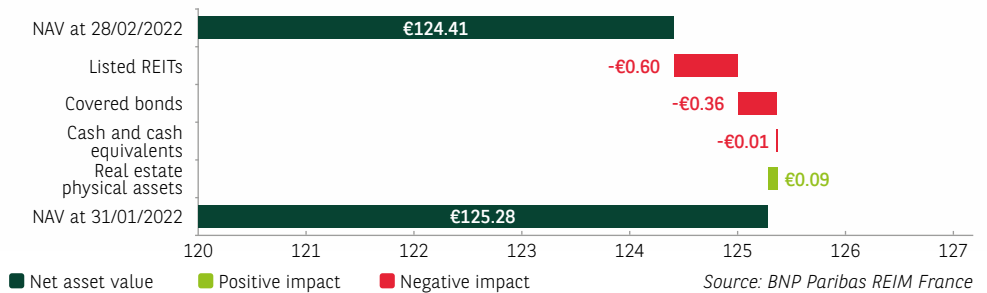 NAV at 28/02/2022
€124.41
Listed REITs
-€0.60
Covered bonds
-€0.36
Cash and cash
equivalents
-€0.01
Real estate
physical assets
€0.09
NAV at 31/01/2022
€125.28
120 121 122 123 124 125 126 127
Net asset value Positive impact Negative impact Source: BNP Paribas REIM France